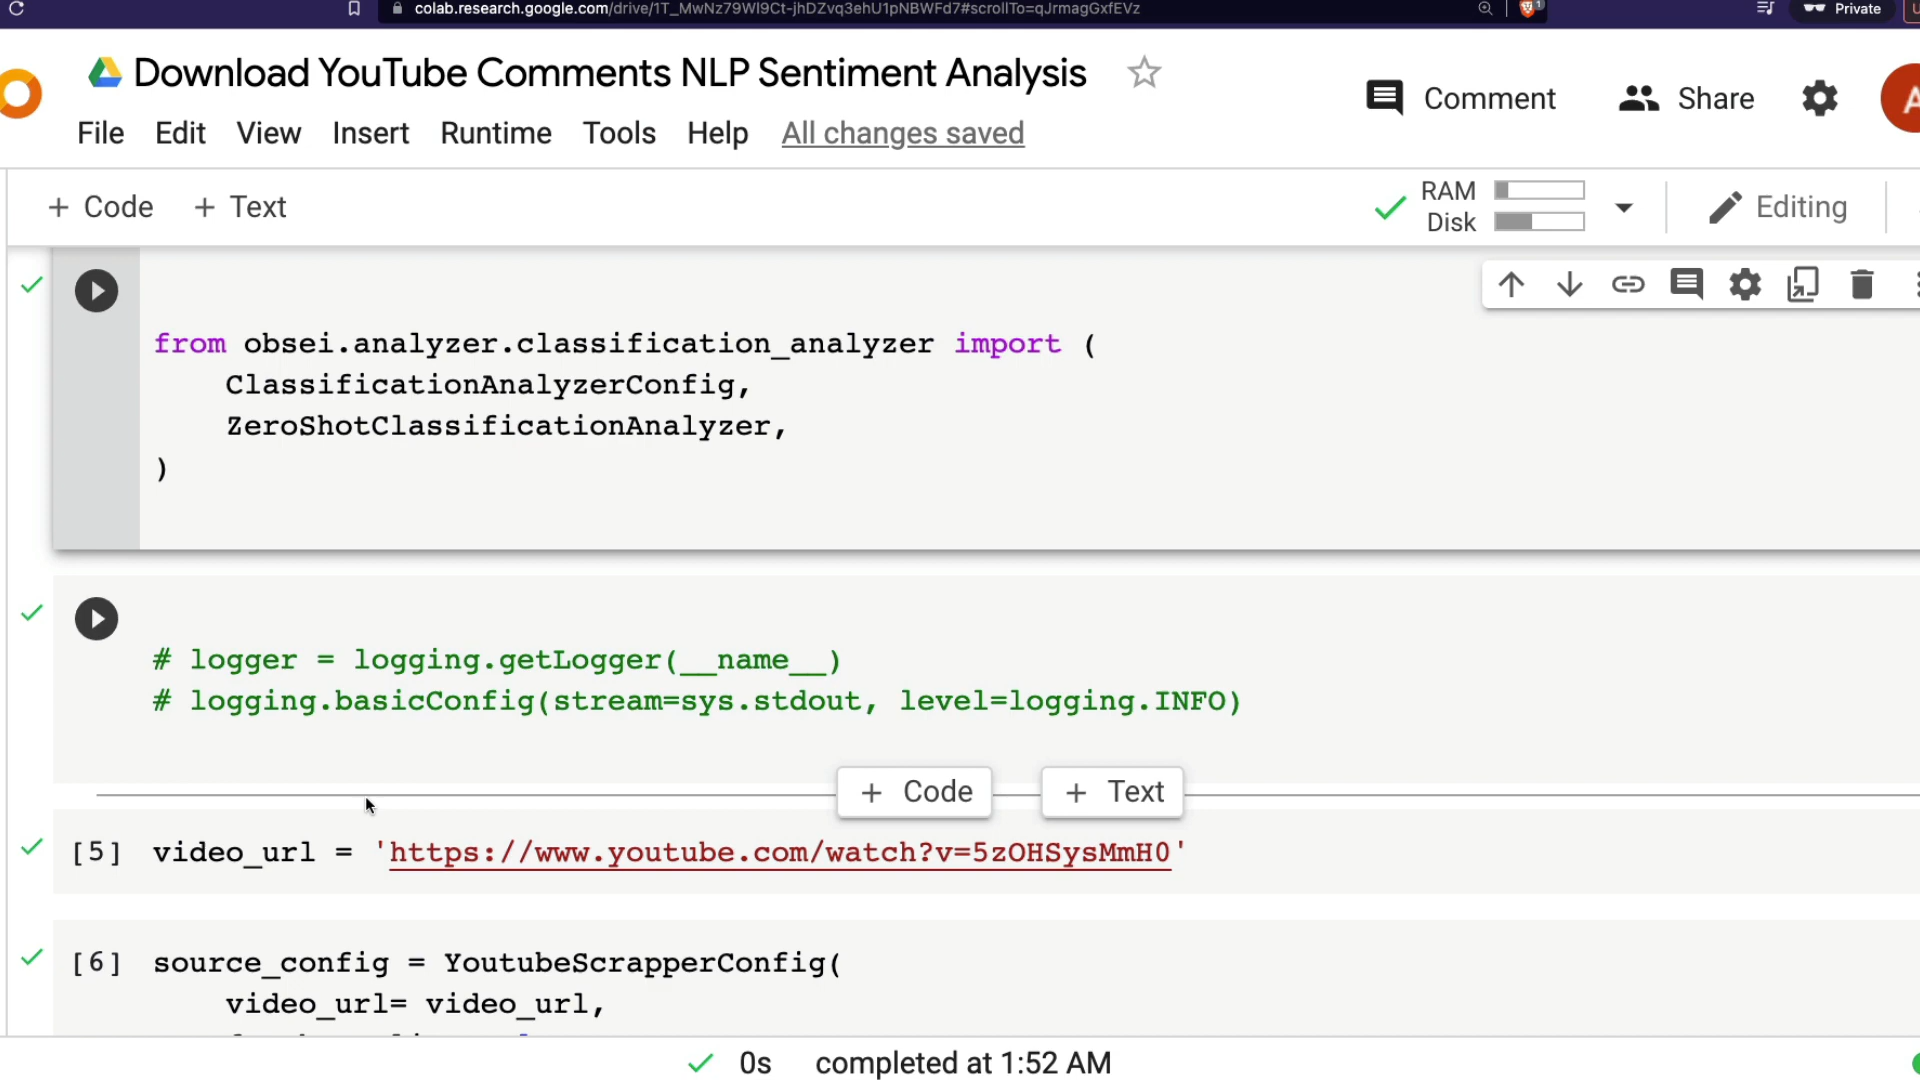 colab.research.google.com/drive/1T_MwNz79WI9Ct-jhDZvq3ehU1pNBWFd7#scrollTo=qJrmagGxfEVz
1
Private
Download YouTube Comments NLP Sentiment Analysis
Comment
Share
A
File Edit View Insert Runtime Tools Help All changes saved
+ Code + Text
RAM
Disk
Editing
from obsei.analyzer.classification_analyzer import (
ClassificationAnalyzerConfig,
ZeroShotClassificationAnalyzer,
)
# logger = logging.getLogger(__name__)
# logging.basicConfig(stream=sys.stdout, level=logging.INFO)
+ Code + Text
[5] video_url = 'https://www.youtube.com/watch?v=5zOHSysMmH0'
[6] source_config = YoutubeScrapperConfig(
video_url= video_url,
0s completed at 1:52 AM